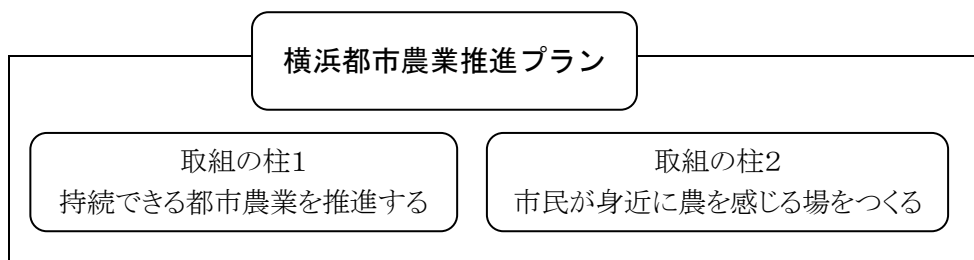 横浜都市農業推進プラン
取組の柱1
持続できる都市農業を推進する
取組の柱2
市民が身近に農を感じる場をつくる